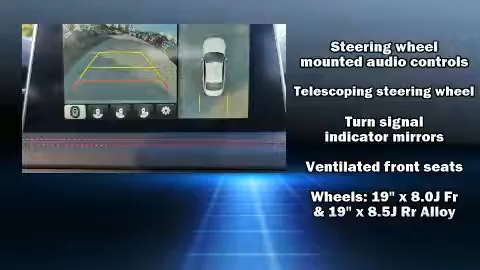 Steering wheel
mounted audio controls
Telescoping steering wheel
Turn signal
indicator mirrors
Ventilated front seats
Wheels: 19" x 8.0J Fr
& 19" x 8.5J Rr Alloy